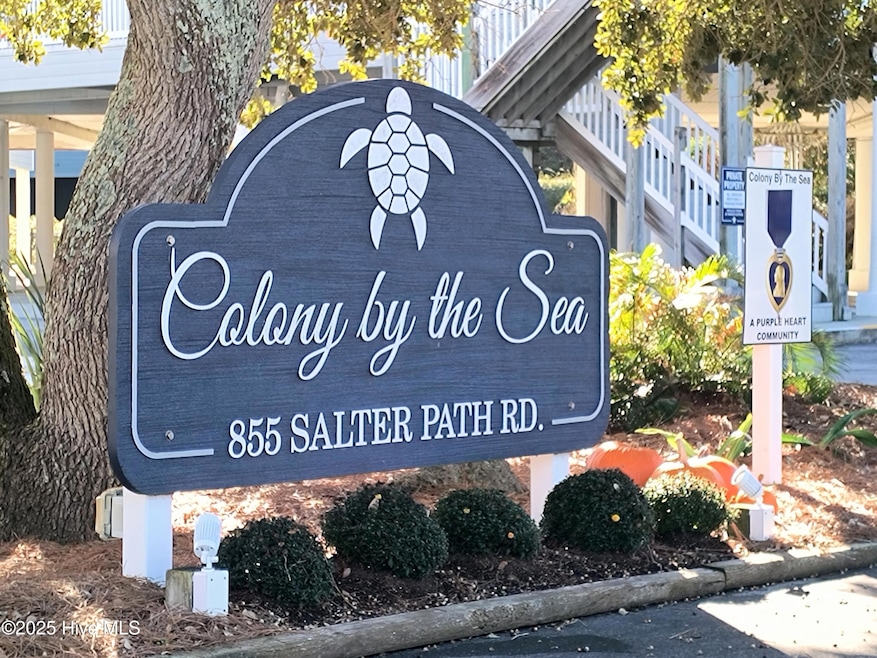 Colony by the Sea
855 SALTER PATH RD.
PRIVATE
PROPERTY
Colony By The Sea
A PURPLE HEART
COMMUNITY
©2025 Hive MLS